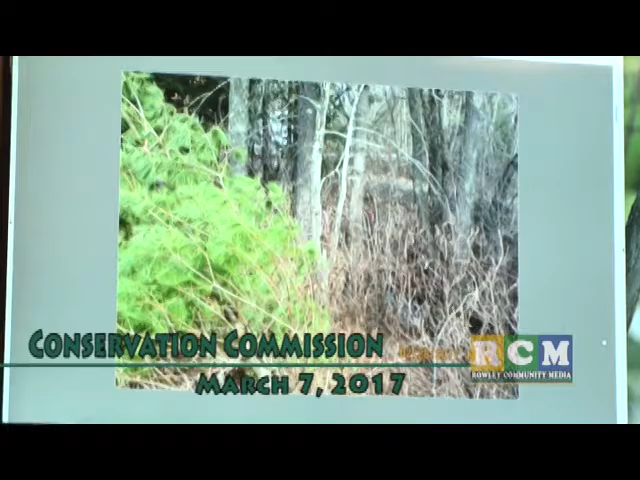 CONSERVATION COMMISSION
MARCH 7, 2017
RCM
ROWLEY COMMUNITY MEDIA